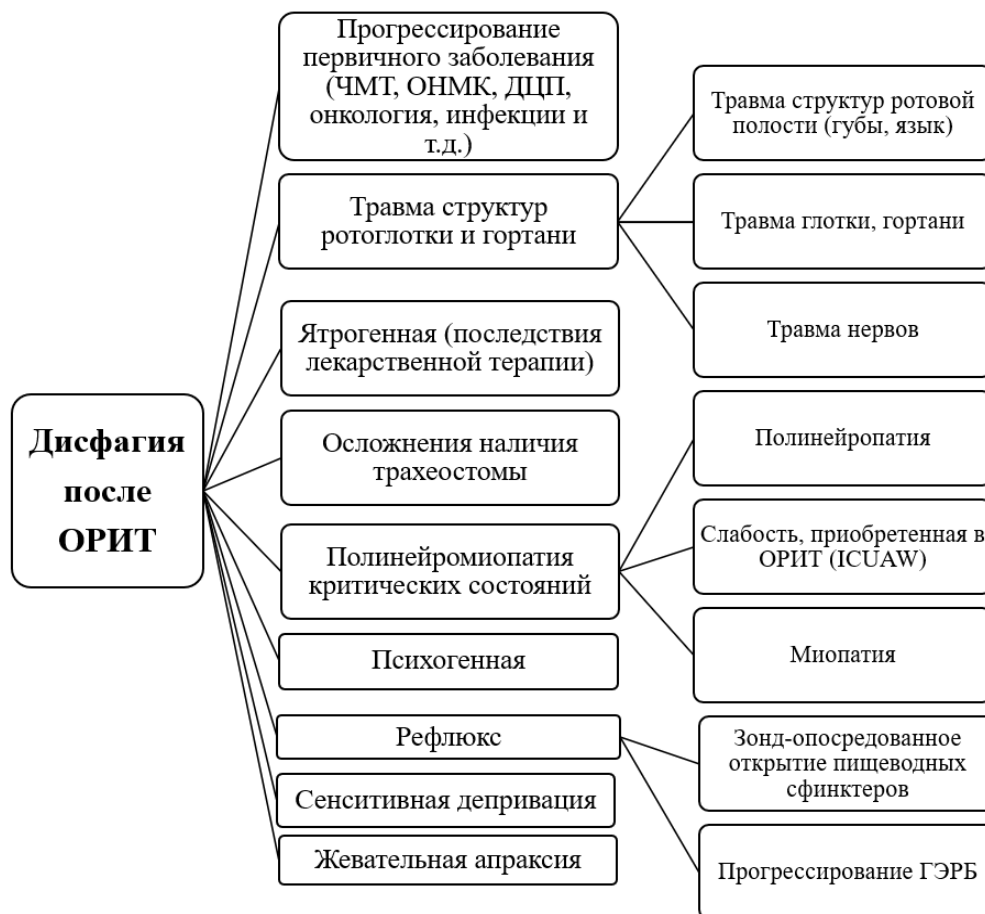 Дисфагия
после
ОРИТ
Прогрессирование
первичного заболевания
(ЧМТ, ОНМК, ДЦП,
онкология, инфекции и
т.д.)
Травма структур
ротоглотки и гортани
Травма структур ротовой
полости (губы, язык)
Травма глотки, гортани
Травма нервов
Ятрогенная (последствия
лекарственной терапии)
Осложнения наличия
трахеостомы
Полинейромиопатия
критических состояний
Полинейропатия
Слабость, приобретенная в
ОРИТ (ICUAW)
Миопатия
Психогенная
Рефлюкс
Зонд-опосредованное
открытие пищеводных
сфинктеров
Прогрессирование ГЭРБ
Сенситивная депривация
Жевательная апраксия